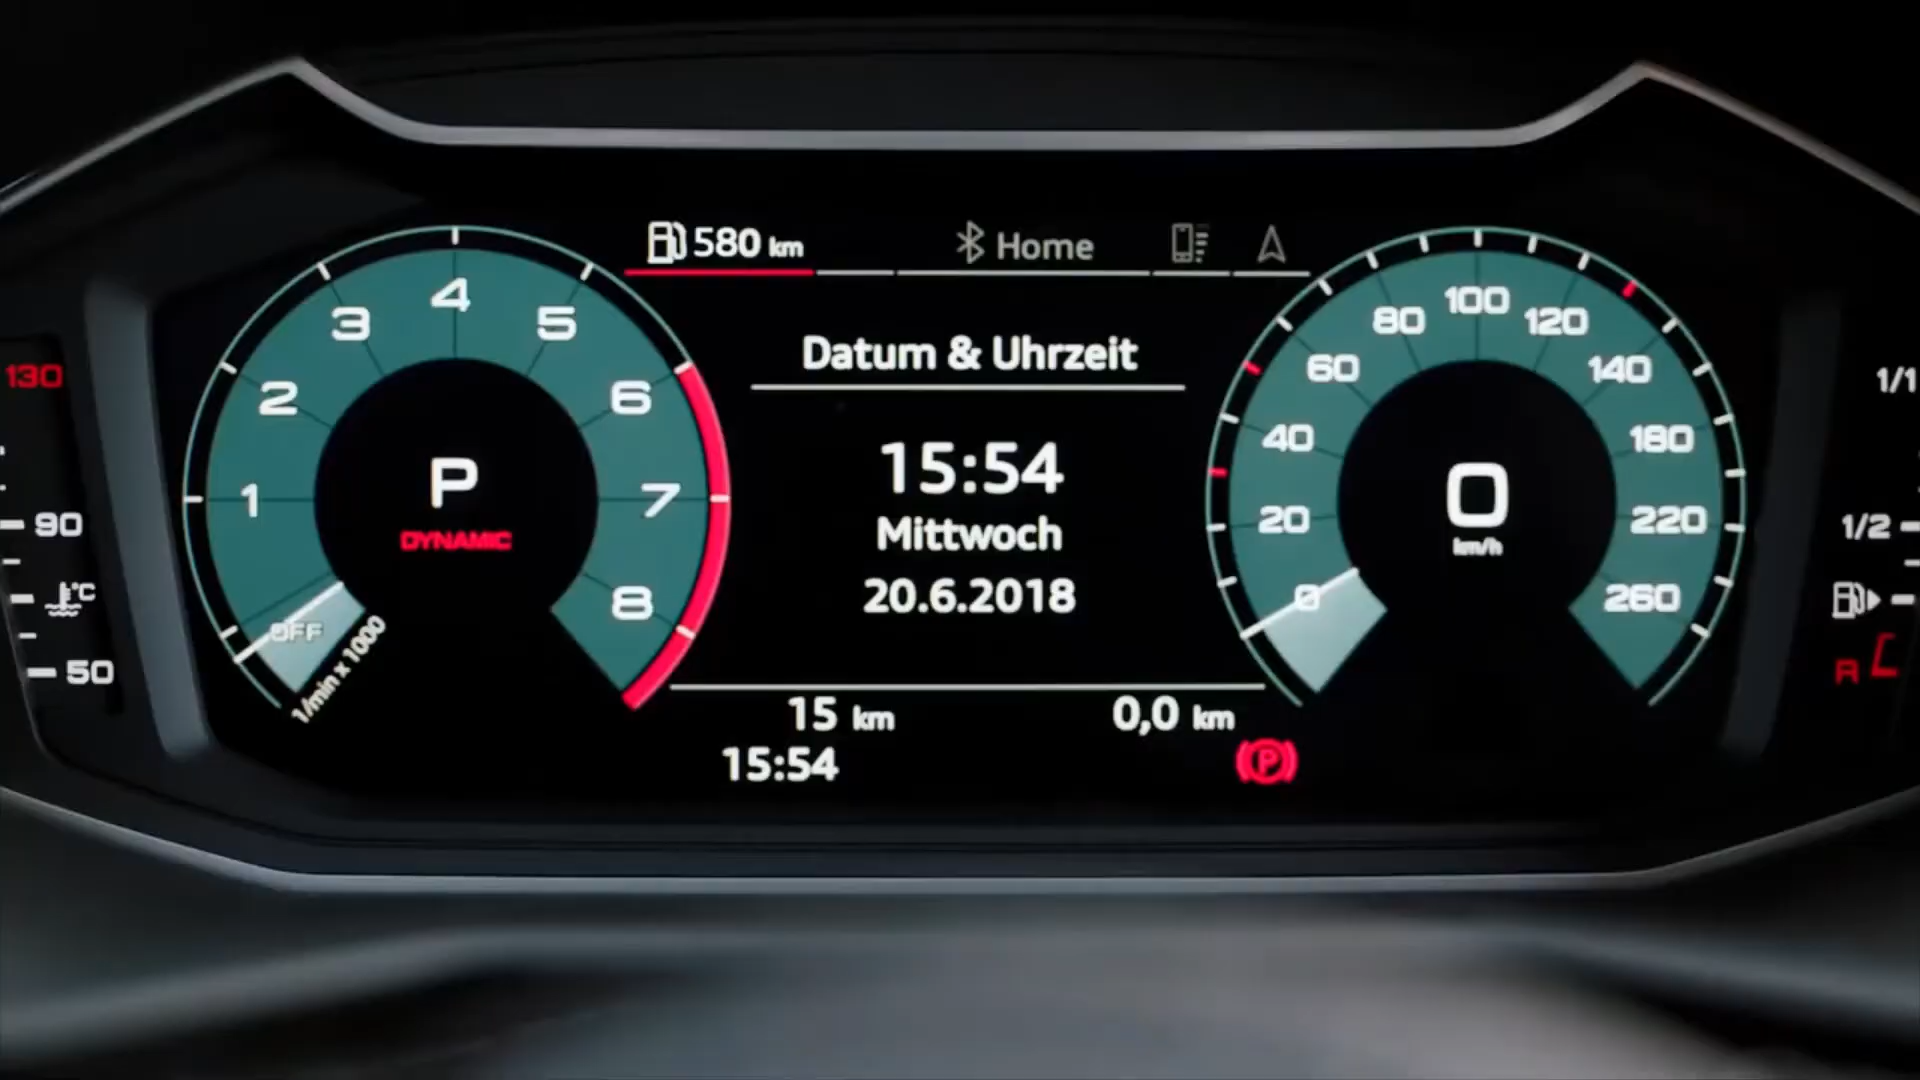 580 km
Home
Datum & Uhrzeit
15:54
Mittwoch
20.6.2018
15 km
0,0 km
15:54
OFF
1
2
3
4
5
6
7
8
1/min x 1000
P
DYNAMIC
0
20
40
60
80
100
120
140
180
220
260
0
km/h
130
90
°C
50
1/1
1/2
R
P